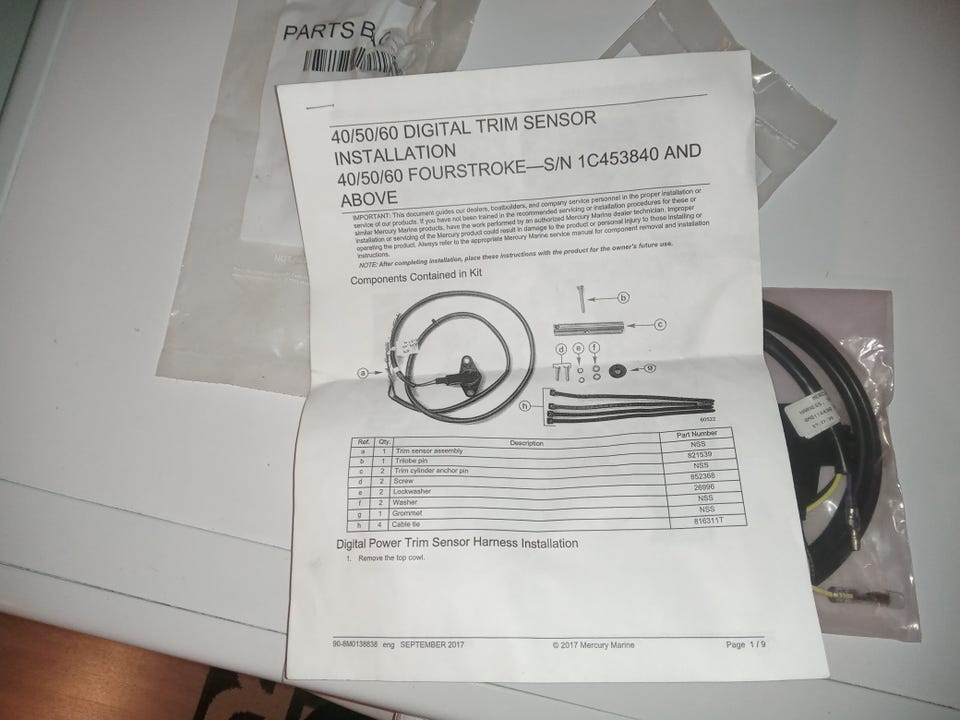 PARTS BAG
40/50/60 DIGITAL TRIM SENSOR
INSTALLATION
40/50/60 FOURSTROKE—S/N 1C453840 AND
ABOVE
IMPORTANT: This document guides our dealers, boatbuilders, and company service personnel in the proper installation or
service of our products. If you have not been trained in the recommended servicing or installation procedures for these or
similar Mercury Marine products, have the work performed by an authorized Mercury Marine dealer technician. Improper
installation or servicing of the Mercury product could result in damage to the product or personal injury to those installing or
operating the product. Always refer to the appropriate Mercury Marine service manual for component removal and installation
instructions.
NOTE: After completing installation, place these instructions with the product for the owner's future use.
Components Contained in Kit
a
b
c
d e f
g
h
60522
Ref. Qty. Description Part Number
a 1 Trim sensor assembly NSS
b 1 Trilobe pin 821539
c 2 Trim cylinder anchor pin NSS
d 2 Screw 852368
e 2 Lockwasher 26996
f 2 Washer NSS
g 1 Grommet NSS
h 4 Cable tie 816311T
Digital Power Trim Sensor Harness Installation
1. Remove the top cowl.
90-8M0138838 eng SEPTEMBER 2017 © 2017 Mercury Marine Page 1 / 9